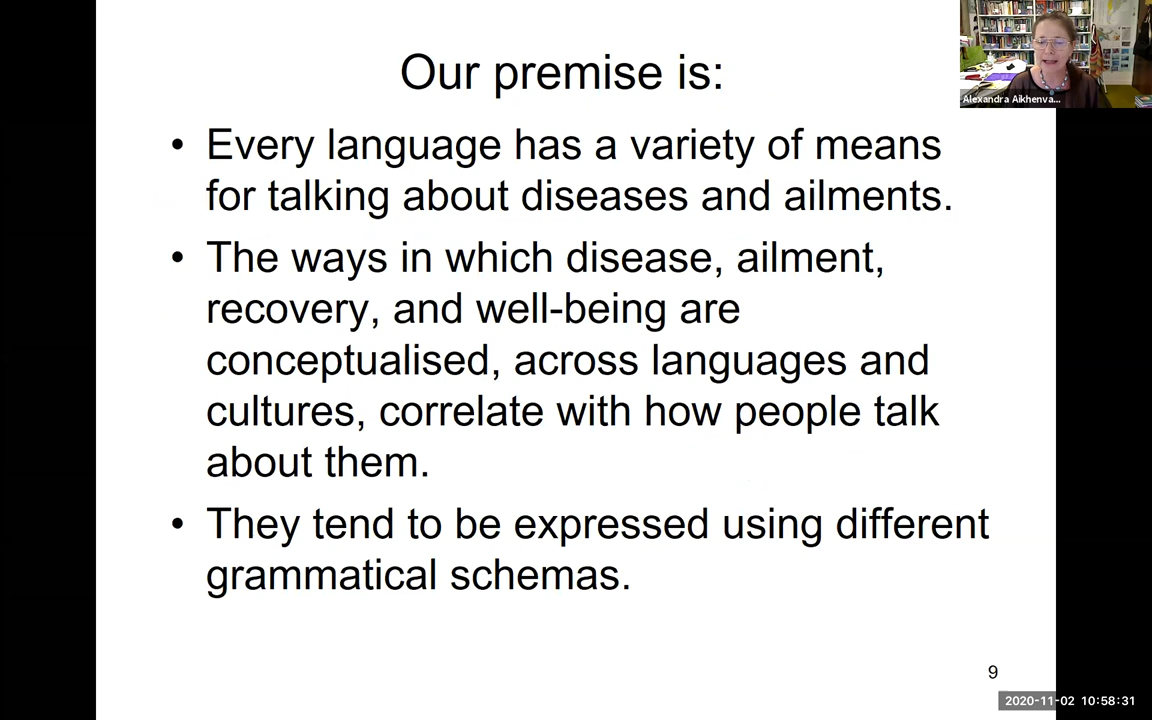 Our premise is:
Alexandra Aikhenva...
• Every language has a variety of means
for talking about diseases and ailments.
• The ways in which disease, ailment,
recovery, and well-being are
conceptualised, across languages and
cultures, correlate with how people talk
about them.
• They tend to be expressed using different
grammatical schemas.
9
2020-11-02 10:58:31